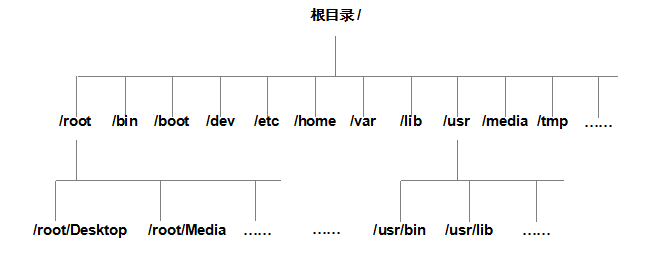 根目录 /
/root /bin /boot /dev /etc /home /var /lib /usr /media /tmp ……
/root/Desktop /root/Media …… …… /usr/bin /usr/lib ……